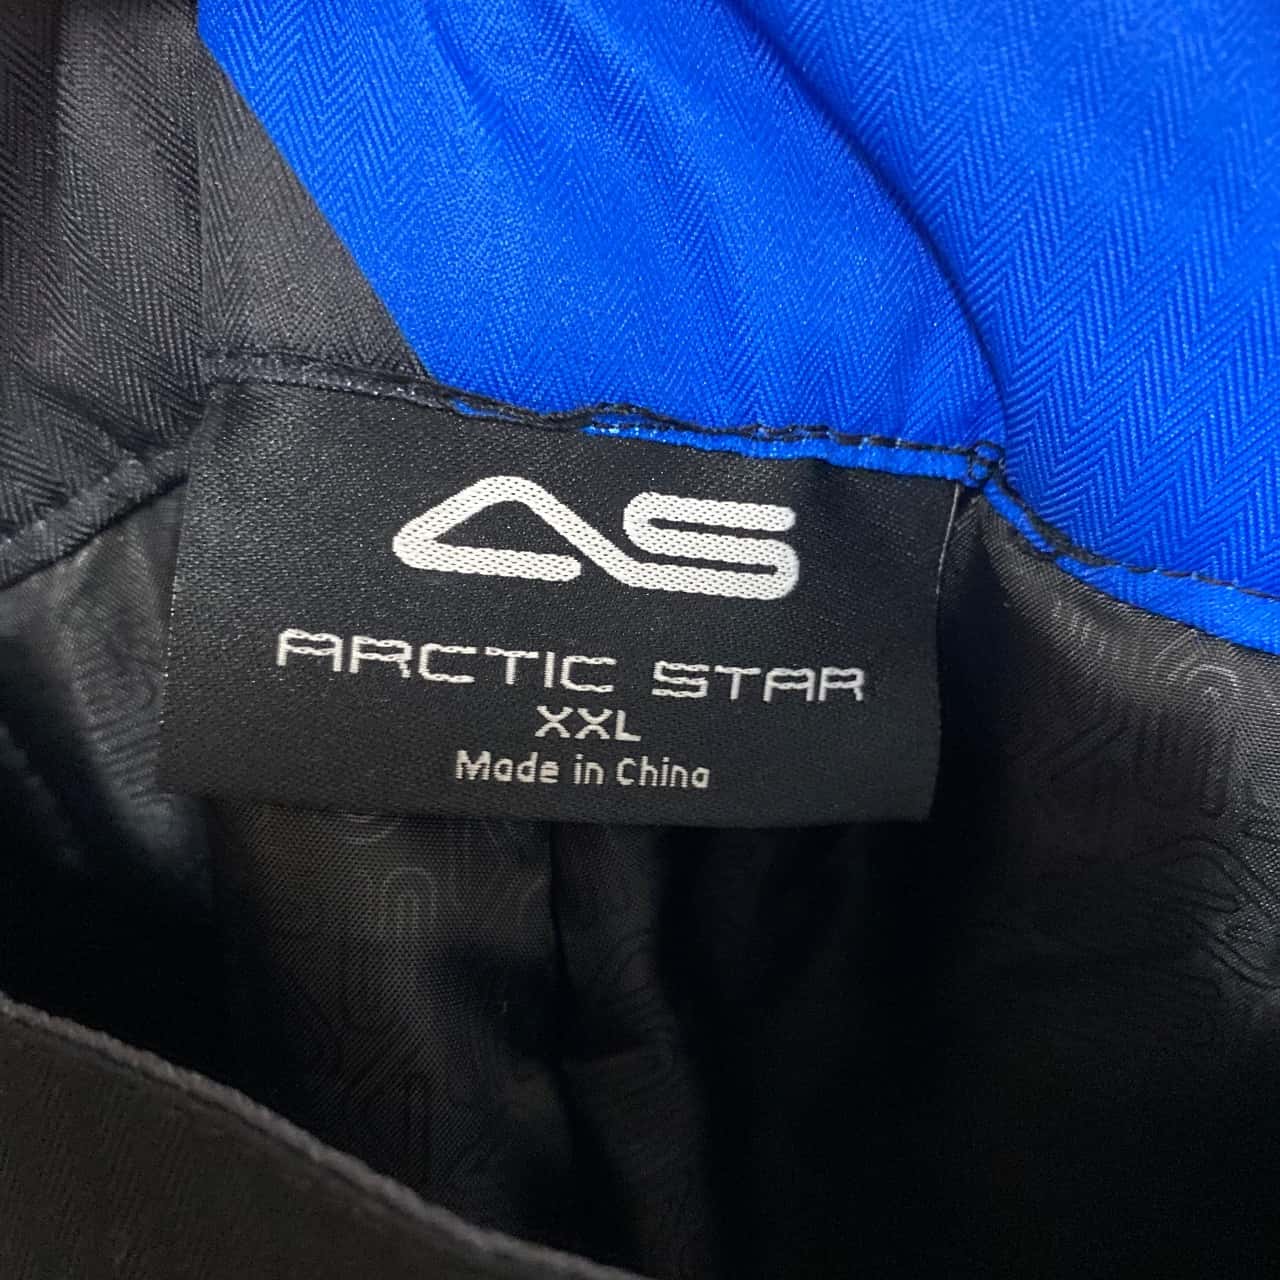 AS
ARCTIC STAR
XXL
Made in China